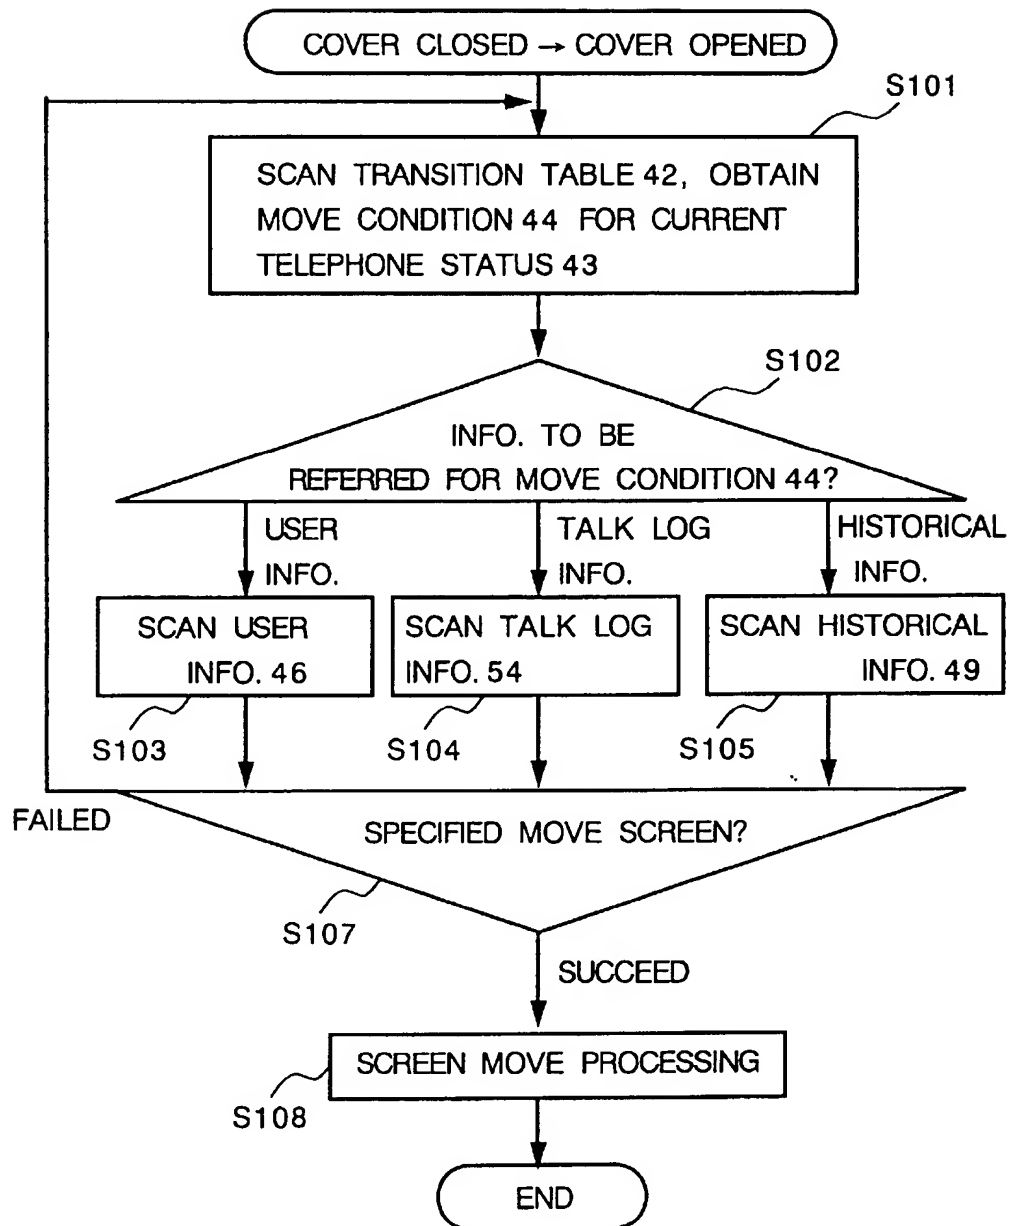 COVER CLOSED → COVER OPENED
S101
SCAN TRANSITION TABLE 42, OBTAIN
MOVE CONDITION 44 FOR CURRENT
TELEPHONE STATUS 43
S102
INFO. TO BE
REFERRED FOR MOVE CONDITION 44?
USER
INFO.
TALK LOG
INFO.
HISTORICAL
INFO.
SCAN USER
INFO. 46
SCAN TALK LOG
INFO. 54
SCAN HISTORICAL
INFO. 49
S103
S104
S105
FAILED
SPECIFIED MOVE SCREEN?
S107
SUCCEED
SCREEN MOVE PROCESSING
S108
END